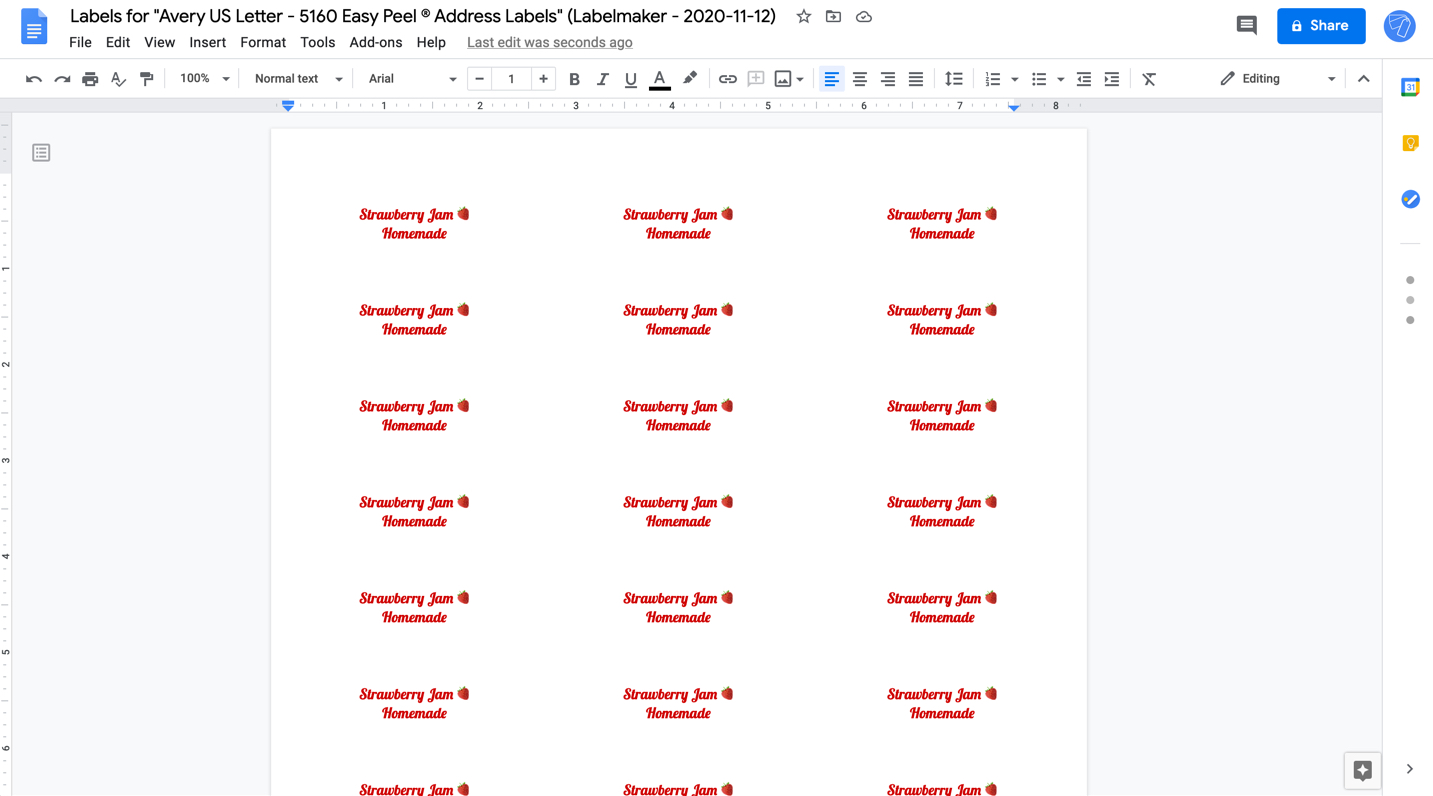 Labels for "Avery US Letter - 5160 Easy Peel ® Address Labels" (Labelmaker - 2020-11-12)
File Edit View Insert Format Tools Add-ons Help Last edit was seconds ago
Share
100% Normal text Arial 1 B I U A Editing
1 2 3 4 5 6 7 8
31
Strawberry Jam 🍓 Strawberry Jam 🍓 Strawberry Jam 🍓
Homemade Homemade Homemade
1
Strawberry Jam 🍓 Strawberry Jam 🍓 Strawberry Jam 🍓
Homemade Homemade Homemade
2
Strawberry Jam 🍓 Strawberry Jam 🍓 Strawberry Jam 🍓
Homemade Homemade Homemade
3
Strawberry Jam 🍓 Strawberry Jam 🍓 Strawberry Jam 🍓
Homemade Homemade Homemade
4
Strawberry Jam 🍓 Strawberry Jam 🍓 Strawberry Jam 🍓
Homemade Homemade Homemade
5
Strawberry Jam 🍓 Strawberry Jam 🍓 Strawberry Jam 🍓
Homemade Homemade Homemade
6
Strawberry Jam 🍓 Strawberry Jam 🍓 Strawberry Jam 🍓